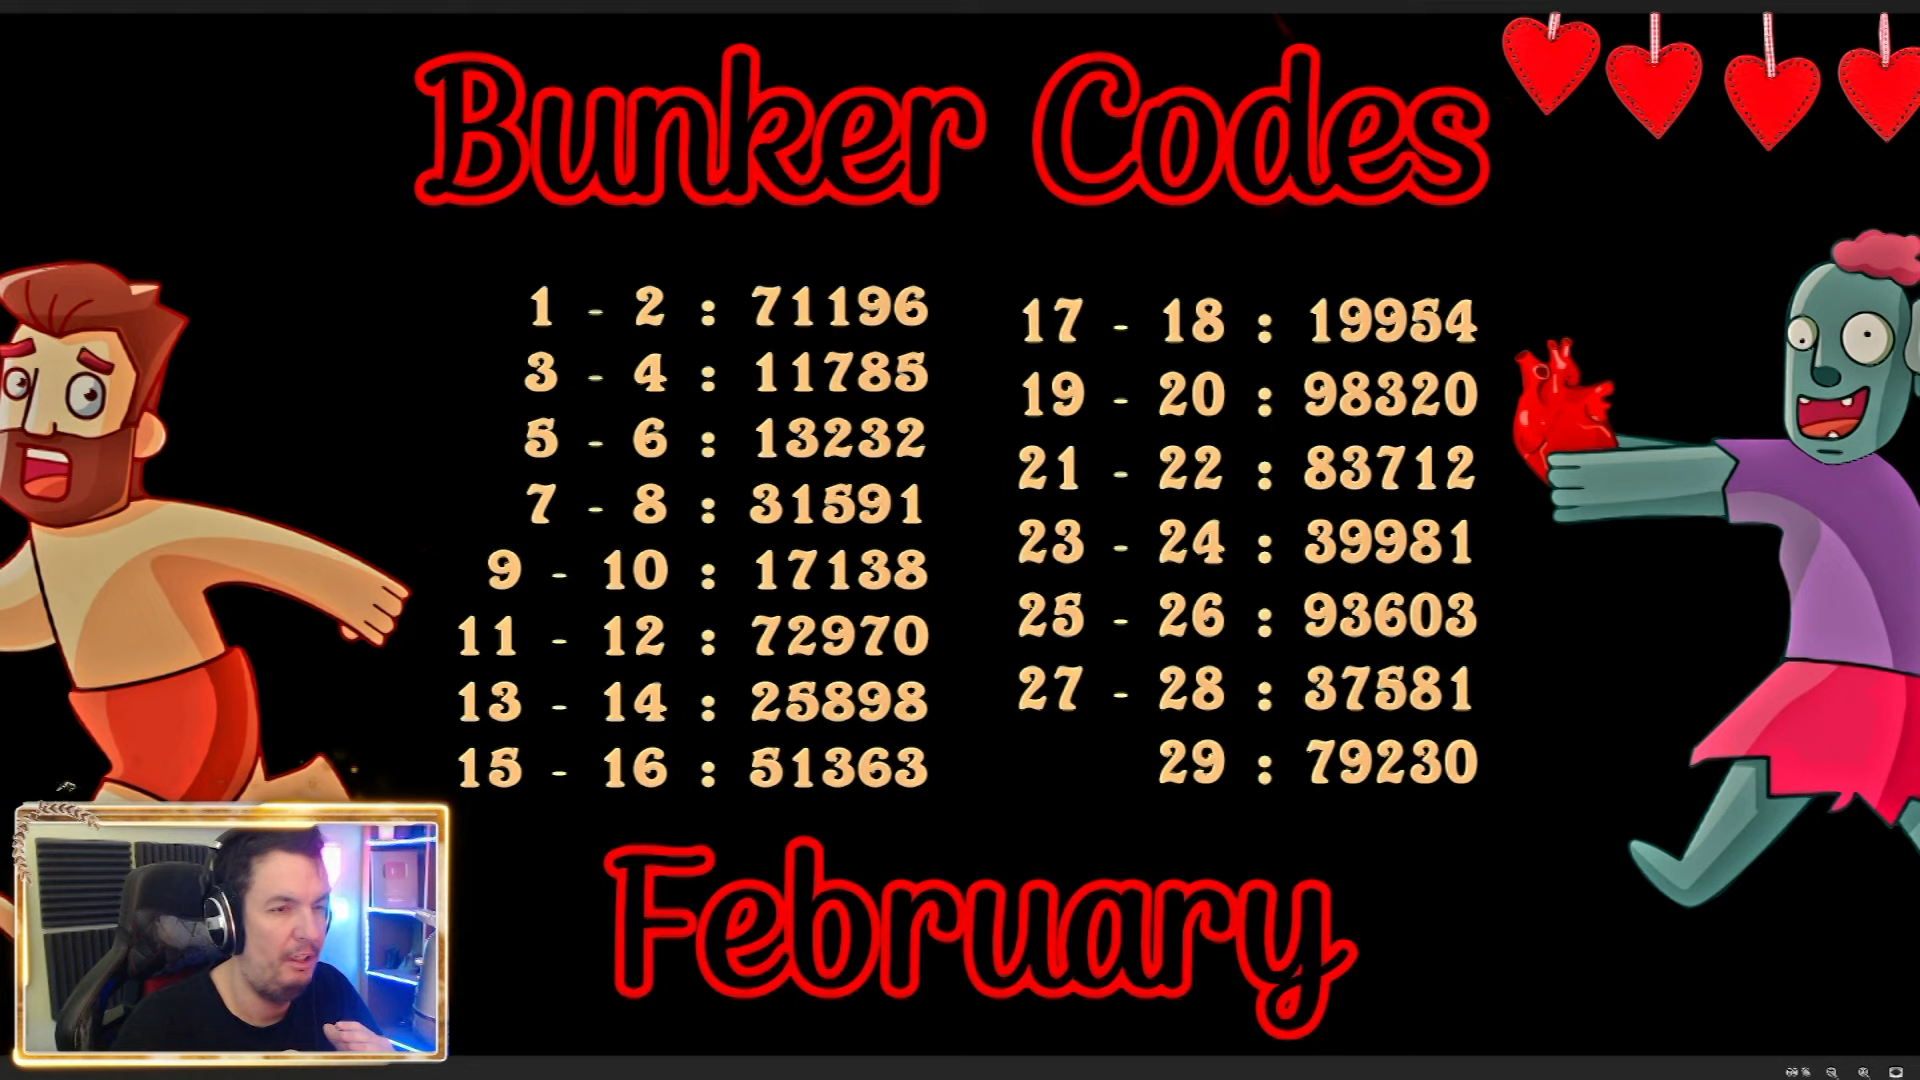 Bunker Codes
1 - 2 : 71196
3 - 4 : 11785
5 - 6 : 13232
7 - 8 : 31591
9 - 10 : 17138
11 - 12 : 72970
13 - 14 : 25898
15 - 16 : 51363
17 - 18 : 19954
19 - 20 : 98320
21 - 22 : 83712
23 - 24 : 39981
25 - 26 : 93603
27 - 28 : 37581
29 : 79230
February